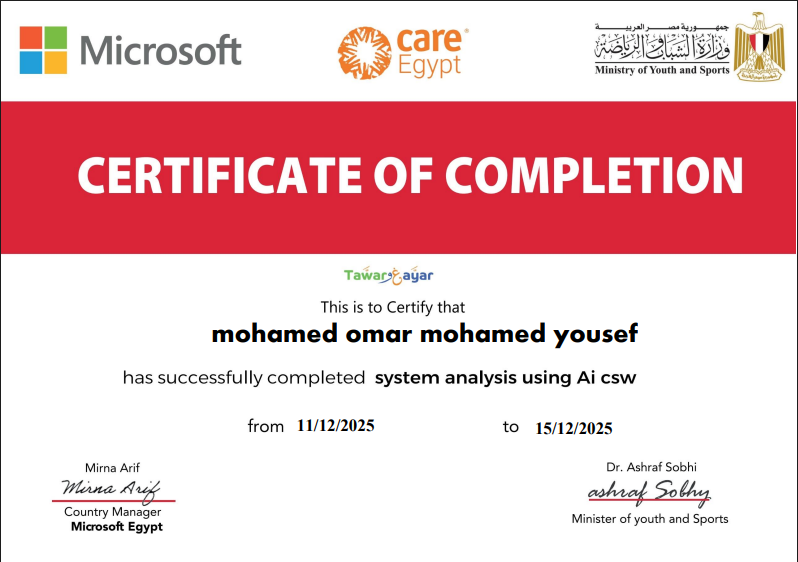 Microsoft
care
Egypt
جمهورية مصر العربية
وزارة الشباب والرياضة
Ministry of Youth and Sports
CERTIFICATE OF COMPLETION
Tawar و غ ayar
This is to Certify that
mohamed omar mohamed yousef
has successfully completed system analysis using Ai csw
from 11/12/2025 to 15/12/2025
Mirna Arif
Mirna Arif
Country Manager
Microsoft Egypt
Dr. Ashraf Sobhi
ashraf Sobhy
Minister of youth and Sports